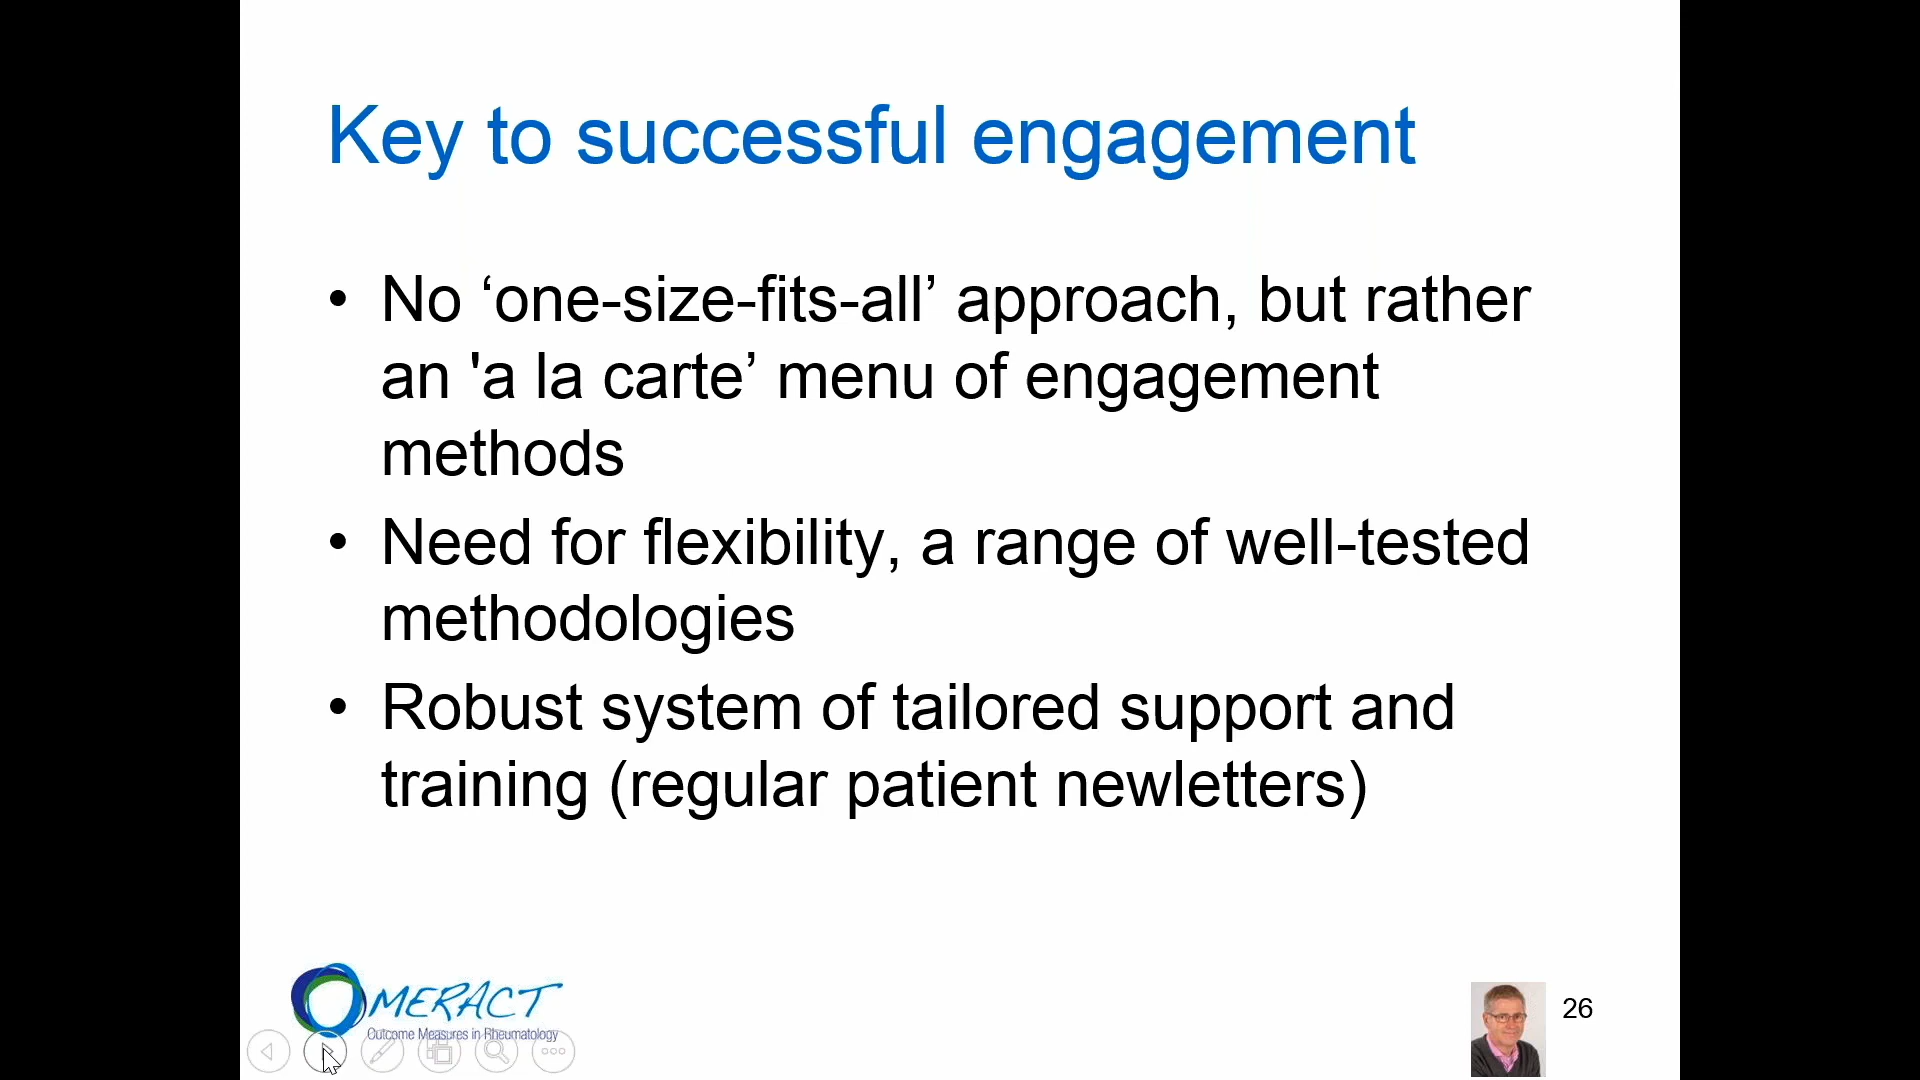 Key to successful engagement
• No ‘one-size-fits-all’ approach, but rather
an 'a la carte’ menu of engagement
methods
• Need for flexibility, a range of well-tested
methodologies
• Robust system of tailored support and
training (regular patient newletters)
OMERACT
Outcome Measures in Rheumatology
26